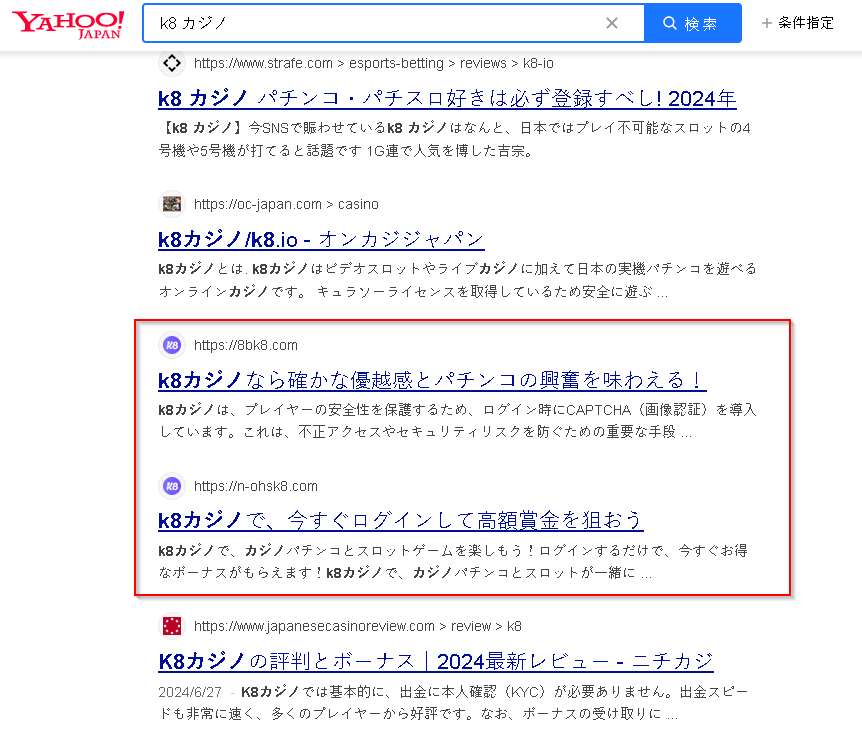 YAHOO!
JAPAN
k8 カジノ
検索
条件指定
https://www.strafe.com > esports-betting > reviews > k8-io
k8 カジノ パチンコ・パチスロ好きは必ず登録すべし! 2024年
【k8 カジノ】今SNSで賑わせているk8 カジノはなんと、日本ではプレイ不可能なスロットの4
号機や5号機が打てると話題です 1G連で人気を博した吉宗。
https://oc-japan.com > casino
k8カジノ/k8.io - オンカジジャパン
k8カジノとは. k8カジノはビデオスロットやライブカジノに加えて日本の実機パチンコを遊べる
オンラインカジノです。 キュラソーライセンスを取得しているため安全に遊ぶ ...
k8
https://8bk8.com
k8カジノなら確かな優越感とパチンコの興奮を味わえる！
k8カジノは、プレイヤーの安全性を保護するため、ログイン時にCAPTCHA（画像認証）を導入
しています。これは、不正アクセスやセキュリティリスクを防ぐための重要な手段 ...
k8
https://n-ohsk8.com
k8カジノで、今すぐログインして高額賞金を狙おう
k8カジノで、カジノパチンコとスロットゲームを楽しもう！ログインするだけで、今すぐお得
なボーナスがもらえます！k8カジノで、カジノパチンコとスロットが一緒に ...
https://www.japanesecasinoreview.com > review > k8
K8カジノの評判とボーナス｜2024最新レビュー - ニチカジ
2024/6/27 - K8カジノでは基本的に、出金に本人確認（KYC）が必要ありません。出金スピー
ドも非常に速く、多くのプレイヤーから好評です。なお、ボーナスの受け取りに ...